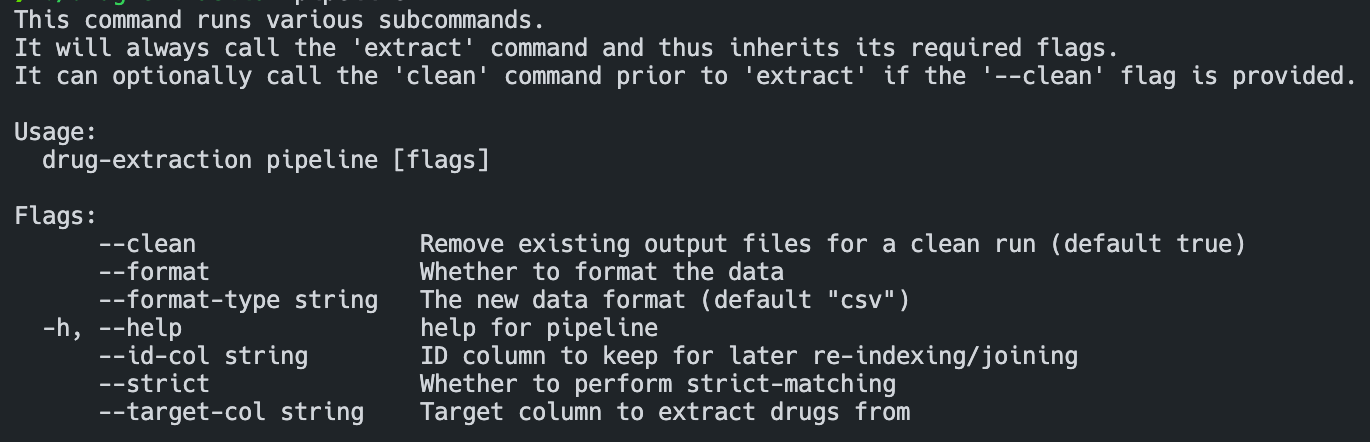 This command runs various subcommands.
It will always call the 'extract' command and thus inherits its required flags.
It can optionally call the 'clean' command prior to 'extract' if the '--clean' flag is provided.

Usage:
  drug-extraction pipeline [flags]

Flags:
      --clean                Remove existing output files for a clean run (default true)
      --format               Whether to format the data
      --format-type string   The new data format (default "csv")
  -h, --help                 help for pipeline
      --id-col string        ID column to keep for later re-indexing/joining
      --strict               Whether to perform strict-matching
      --target-col string    Target column to extract drugs from